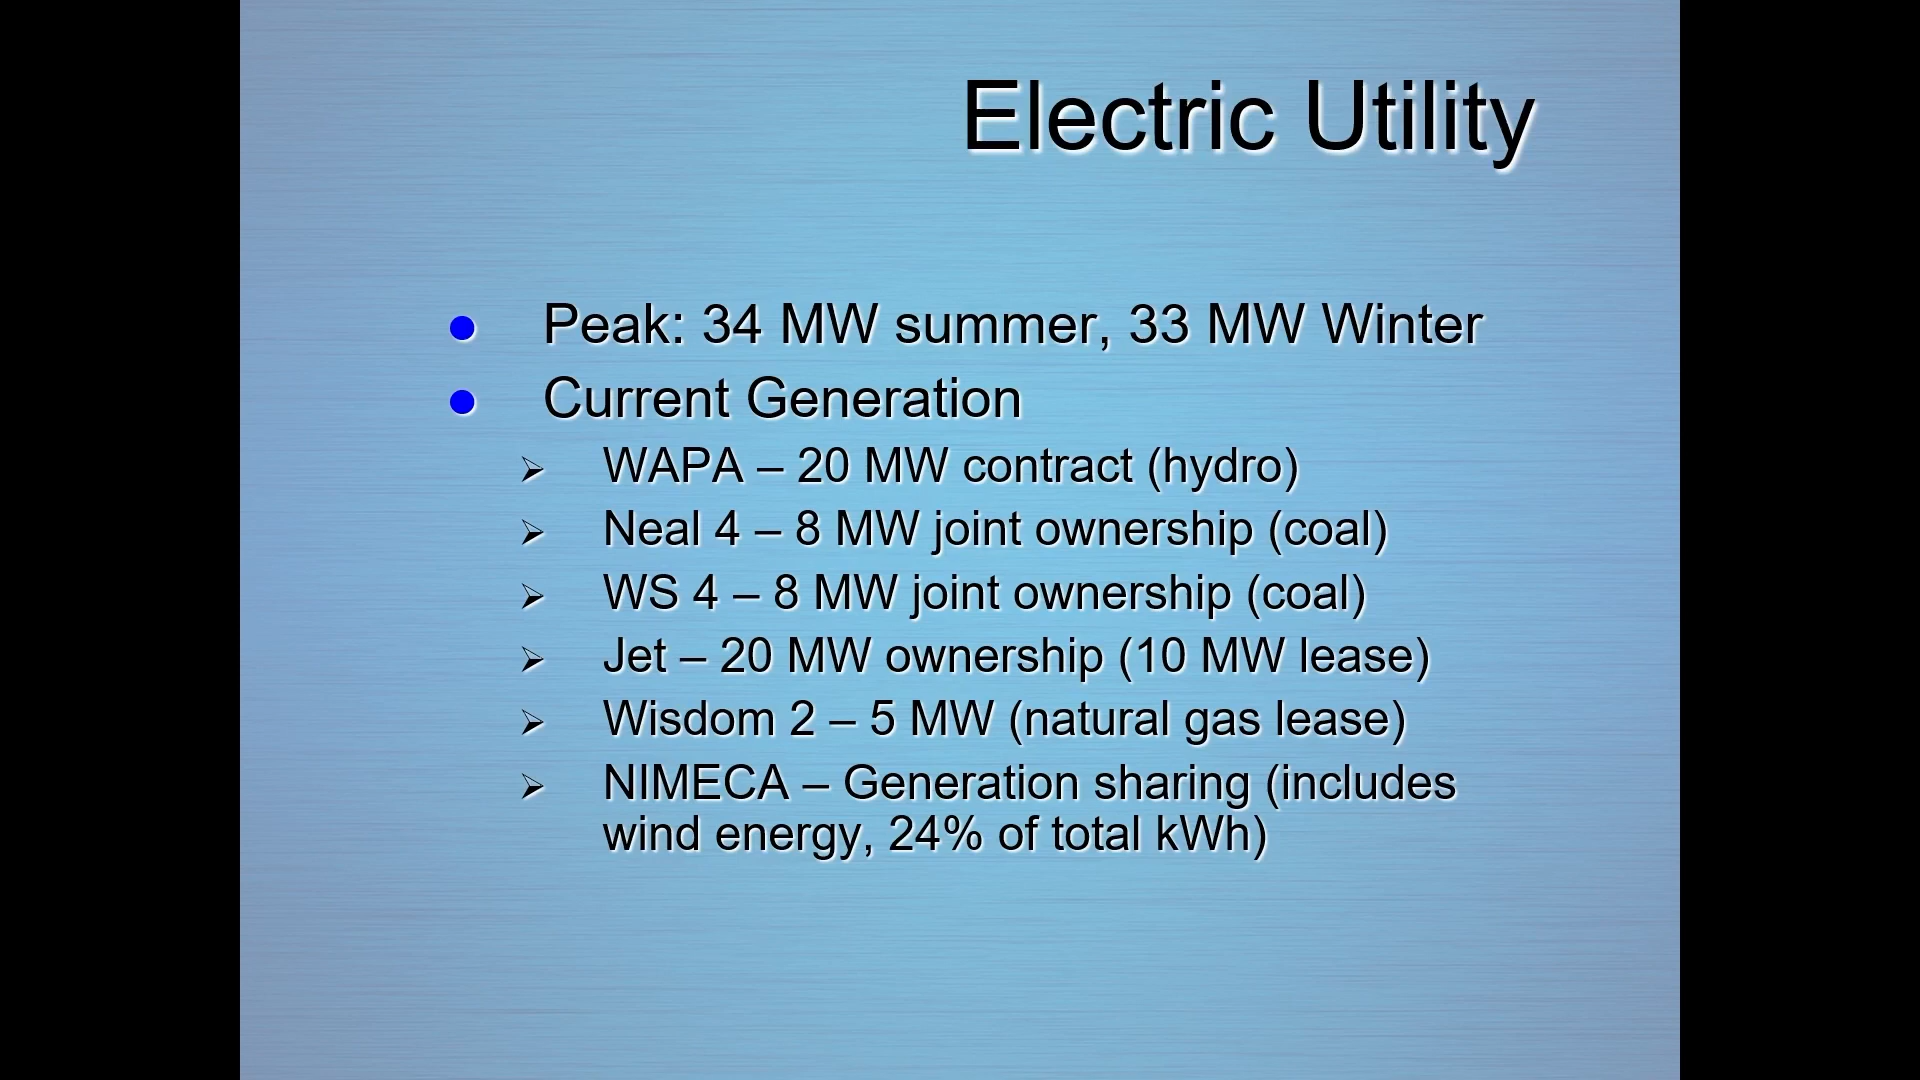 Electric Utility
Peak: 34 MW summer, 33 MW Winter
Current Generation
WAPA – 20 MW contract (hydro)
Neal 4 – 8 MW joint ownership (coal)
WS 4 – 8 MW joint ownership (coal)
Jet – 20 MW ownership (10 MW lease)
Wisdom 2 – 5 MW (natural gas lease)
NIMECA – Generation sharing (includes
wind energy, 24% of total kWh)